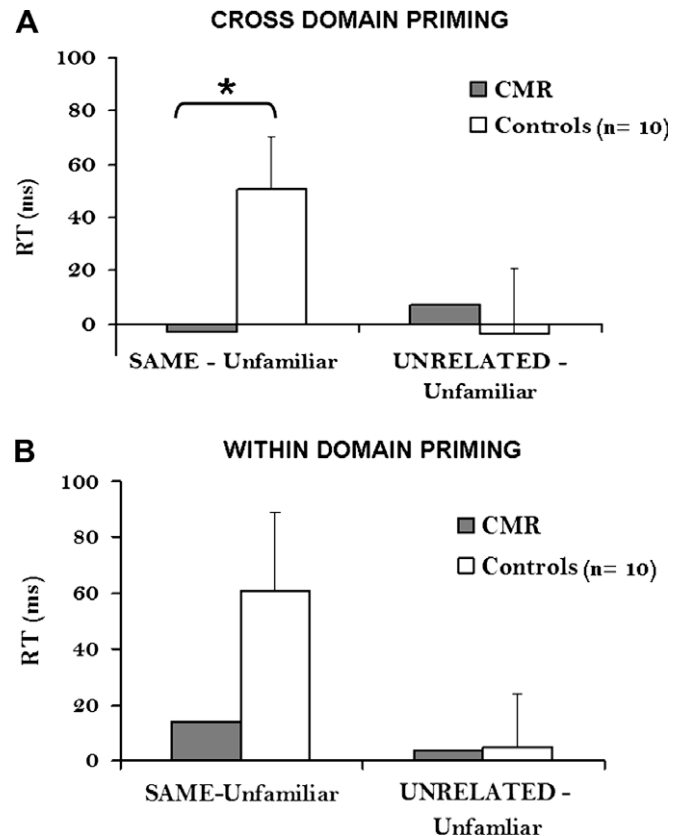 A
CROSS DOMAIN PRIMING
100
80
60
40
20
0
RT (ms)
*
CMR
Controls (n= 10)
SAME - Unfamiliar
UNRELATED -
Unfamiliar
B
WITHIN DOMAIN PRIMING
100
80
60
40
20
0
RT (ms)
CMR
Controls (n= 10)
SAME-Unfamiliar
UNRELATED -
Unfamliar